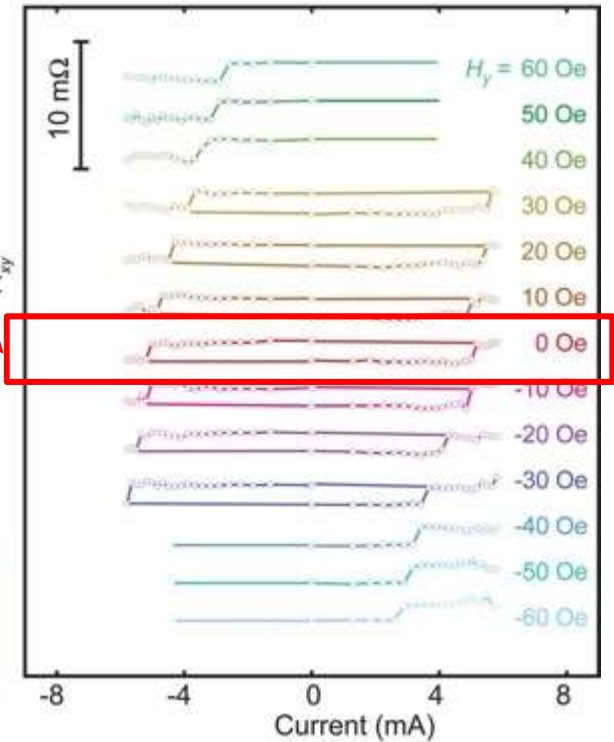 10 mΩ
H_y = 60 Oe
50 Oe
40 Oe
30 Oe
20 Oe
10 Oe
0 Oe
-10 Oe
-20 Oe
-30 Oe
-40 Oe
-50 Oe
-60 Oe
xy
-8 -4 0 4 8
Current (mA)